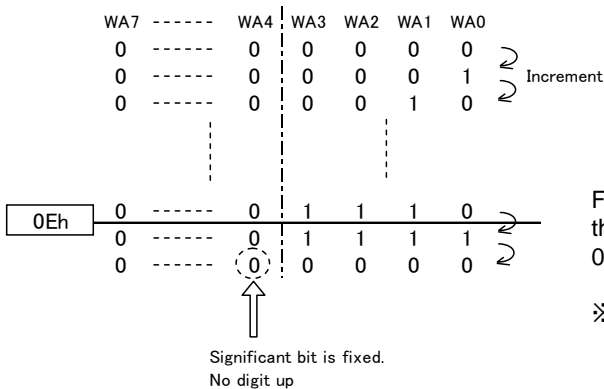 WA7 ------ WA4 WA3 WA2 WA1 WA0
0 ------ 0 0 0 0 0
0 ------ 0 0 0 0 1
Increment
0 ------ 0 0 0 1 0
0Eh
0 ------ 0 1 1 1 0
0 ------ 0 1 1 1 1
0 ------ 0 0 0 0 0
F
th
0
※
Significant bit is fixed.
No digit up